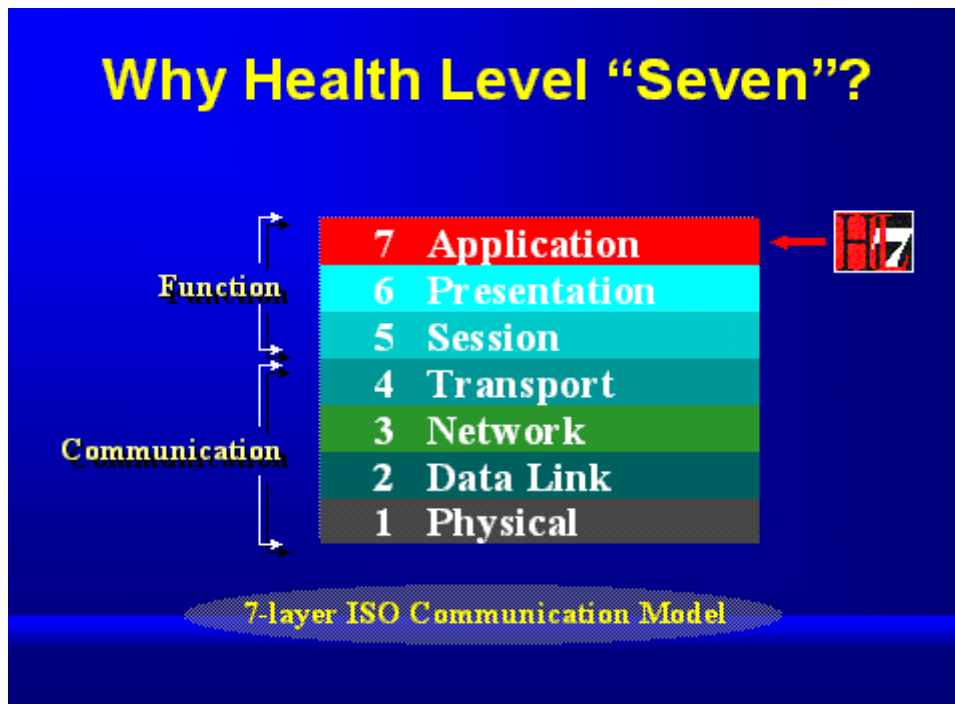 Why Health Level “Seven”?
Function
Communication
7 Application
6 Presentation
5 Session
4 Transport
3 Network
2 Data Link
1 Physical
HL7
7-layer ISO Communication Model